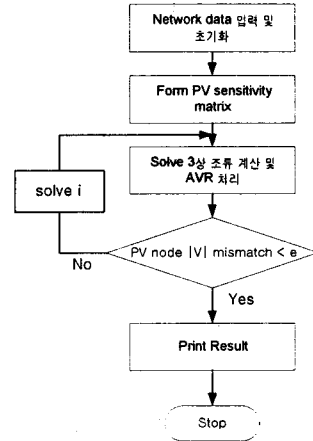 Network data 입력 및
초기화
Form PV sensitivity
matrix
Solve 3상 조류 계산 및
AVR 처리
solve i
PV node |V| mismatch < e
No
Yes
Print Result
Stop